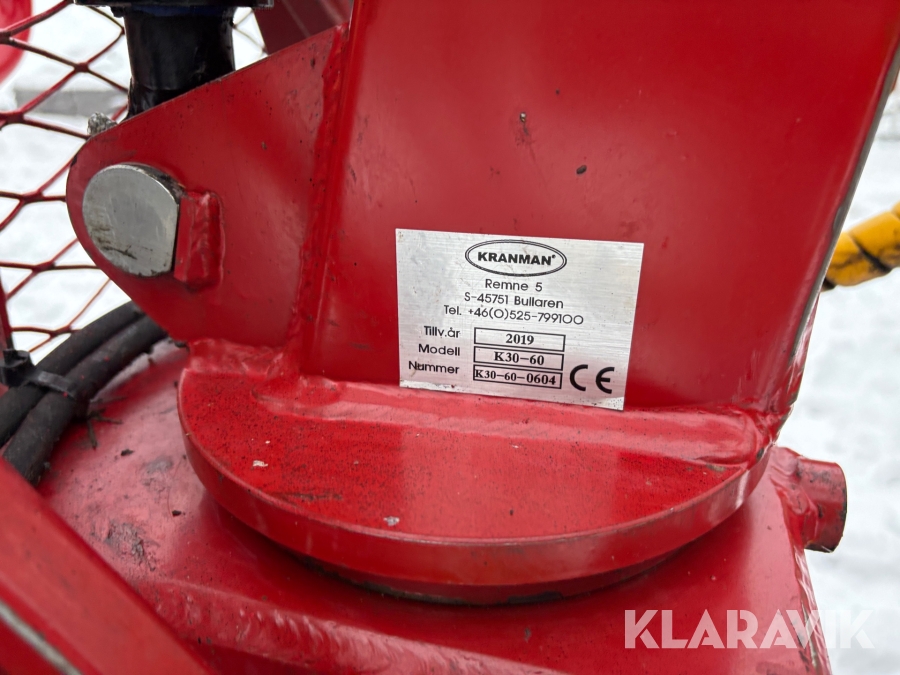 KRANMAN®
Remne 5
S-45751 Bullaren
Tel. +46(0)525-799100
Tillv.år 2019
Modell K30-60
Nummer K30-60-0604 CE
KLARAVIK